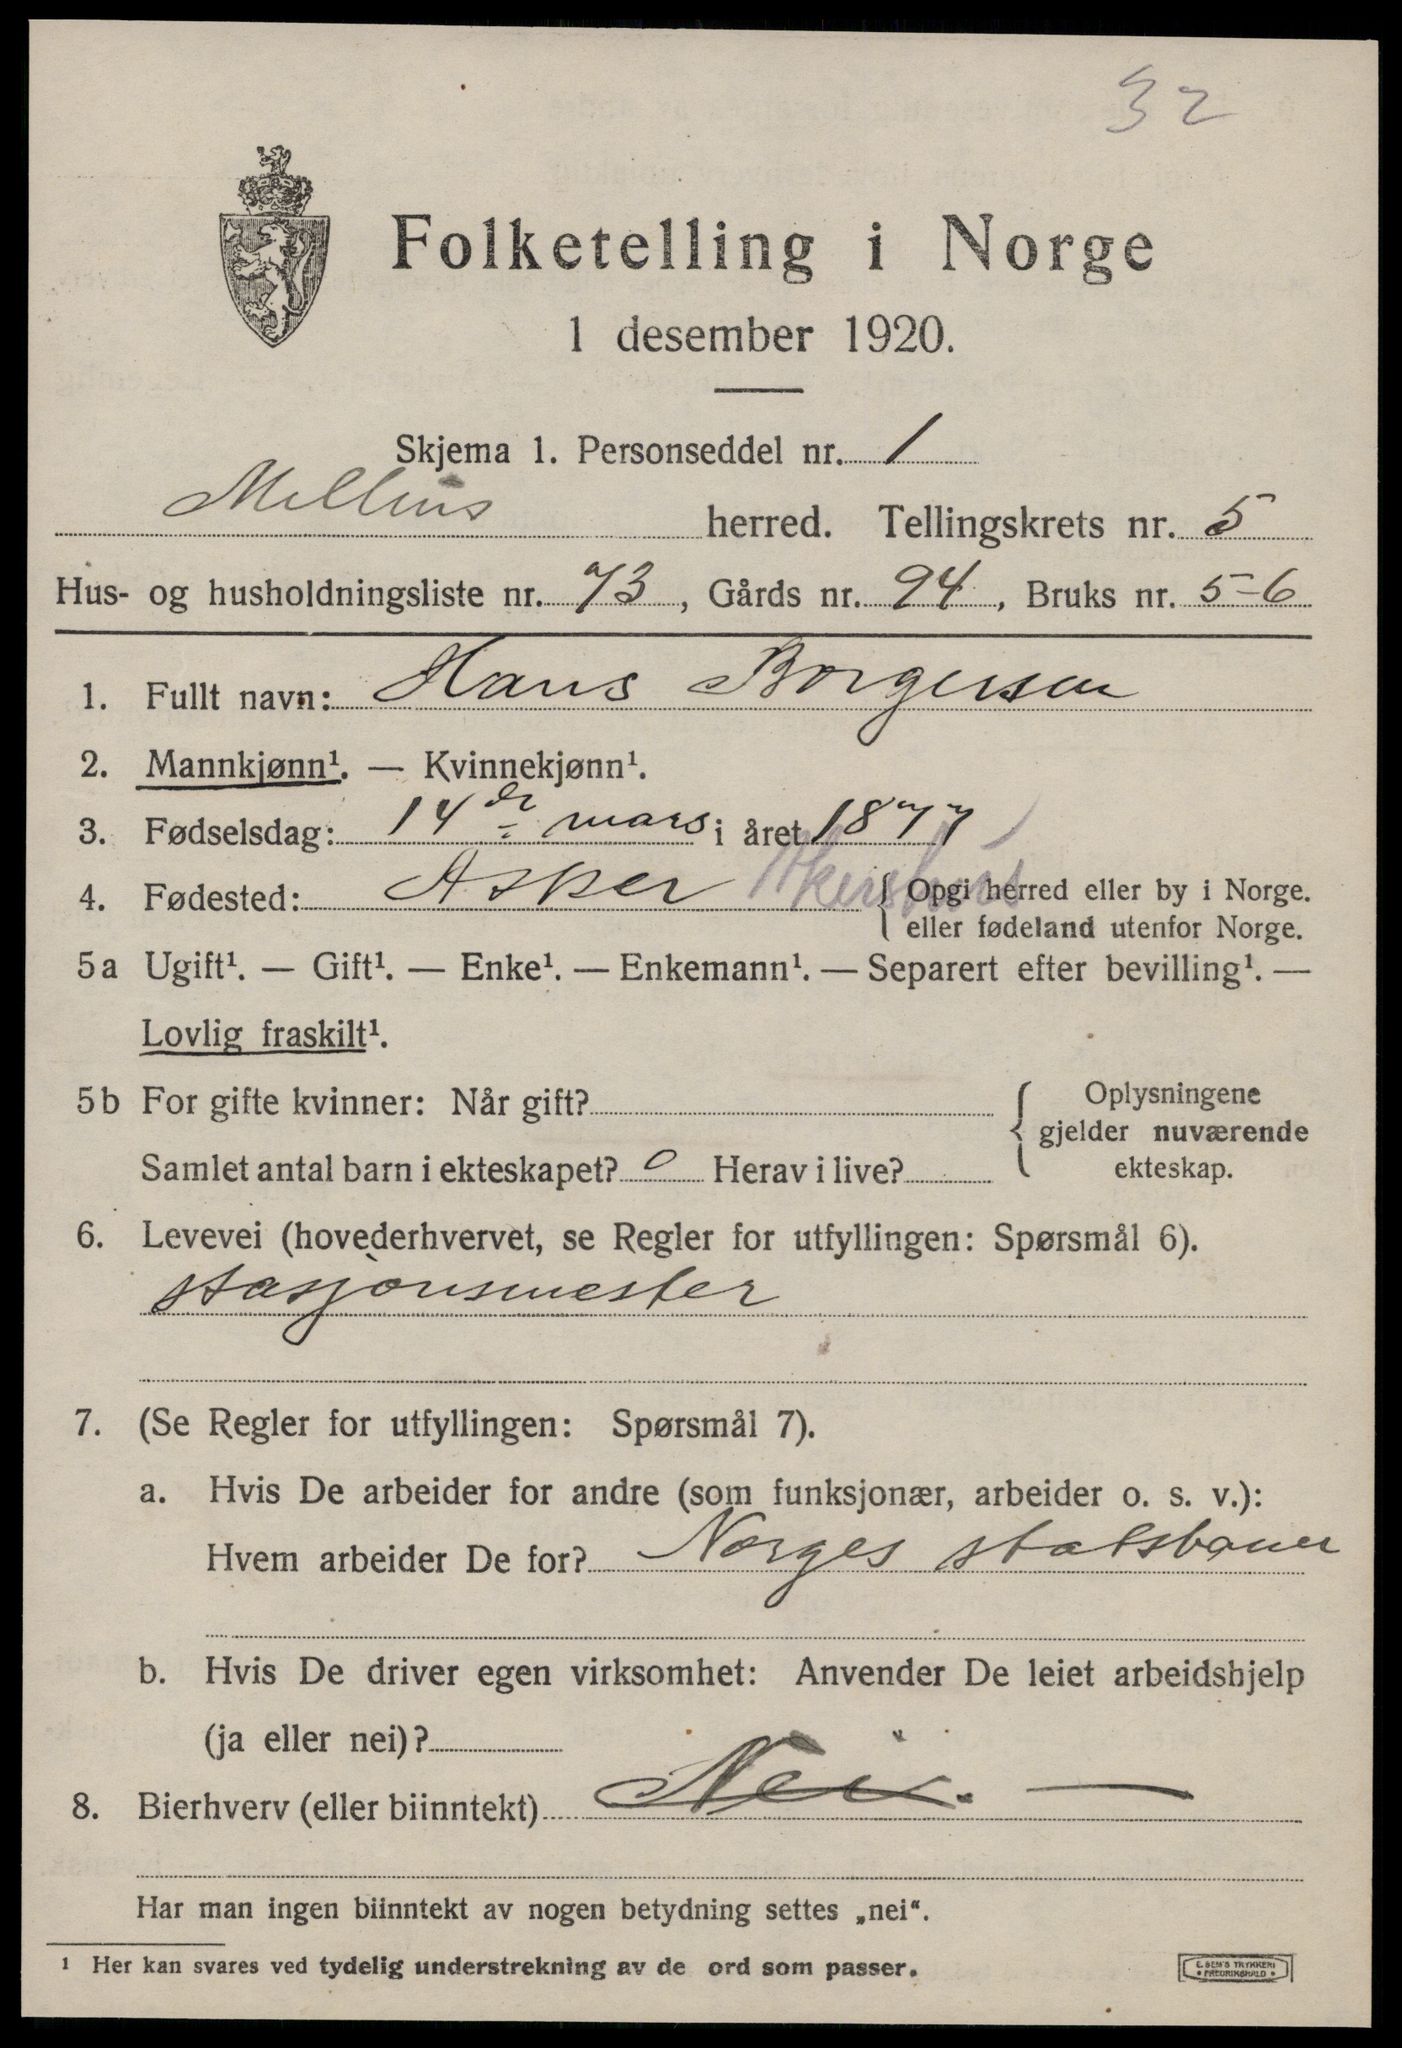 32
Folketelling i Norge
1 desember 1920.
Skjema 1. Personseddel nr. 1
Melhus herred. Tellingskrets nr. 5
Hus- og husholdningsliste nr. 73, Gårds nr. 94, Bruks nr. 5-6
1. Fullt navn: Hans Borgersen
2. Mannkjønn¹. — Kvinnekjønn¹.
3. Fødselsdag: 14de mars i året 1877
4. Fødested: Asker Akershus { Opgi herred eller by i Norge.
eller fødeland utenfor Norge.
5a Ugift¹. — Gift¹. — Enke¹. — Enkemann¹. — Separert efter bevilling¹. —
Lovlig fraskilt¹.
5b For gifte kvinner: Når gift? { Oplysningene
gjelder nuværende
ekteskap.
Samlet antal barn i ekteskapet? 0 Herav i live?
6. Levevei (hovederhvervet, se Regler for utfyllingen: Spørsmål 6).
stasjonsmester
7. (Se Regler for utfyllingen: Spørsmål 7).
a. Hvis De arbeider for andre (som funksjonær, arbeider o. s. v.):
Hvem arbeider De for? Norges statsbaner
b. Hvis De driver egen virksomhet: Anvender De leiet arbeidshjelp
(ja eller nei)?
8. Bierhverv (eller biinntekt) Nei. —
Har man ingen biinntekt av nogen betydning settes „nei“.
¹ Her kan svares ved tydelig understrekning av de ord som passer.
E. SEM'S TRYKKERI
• FREDRIKSHALD •